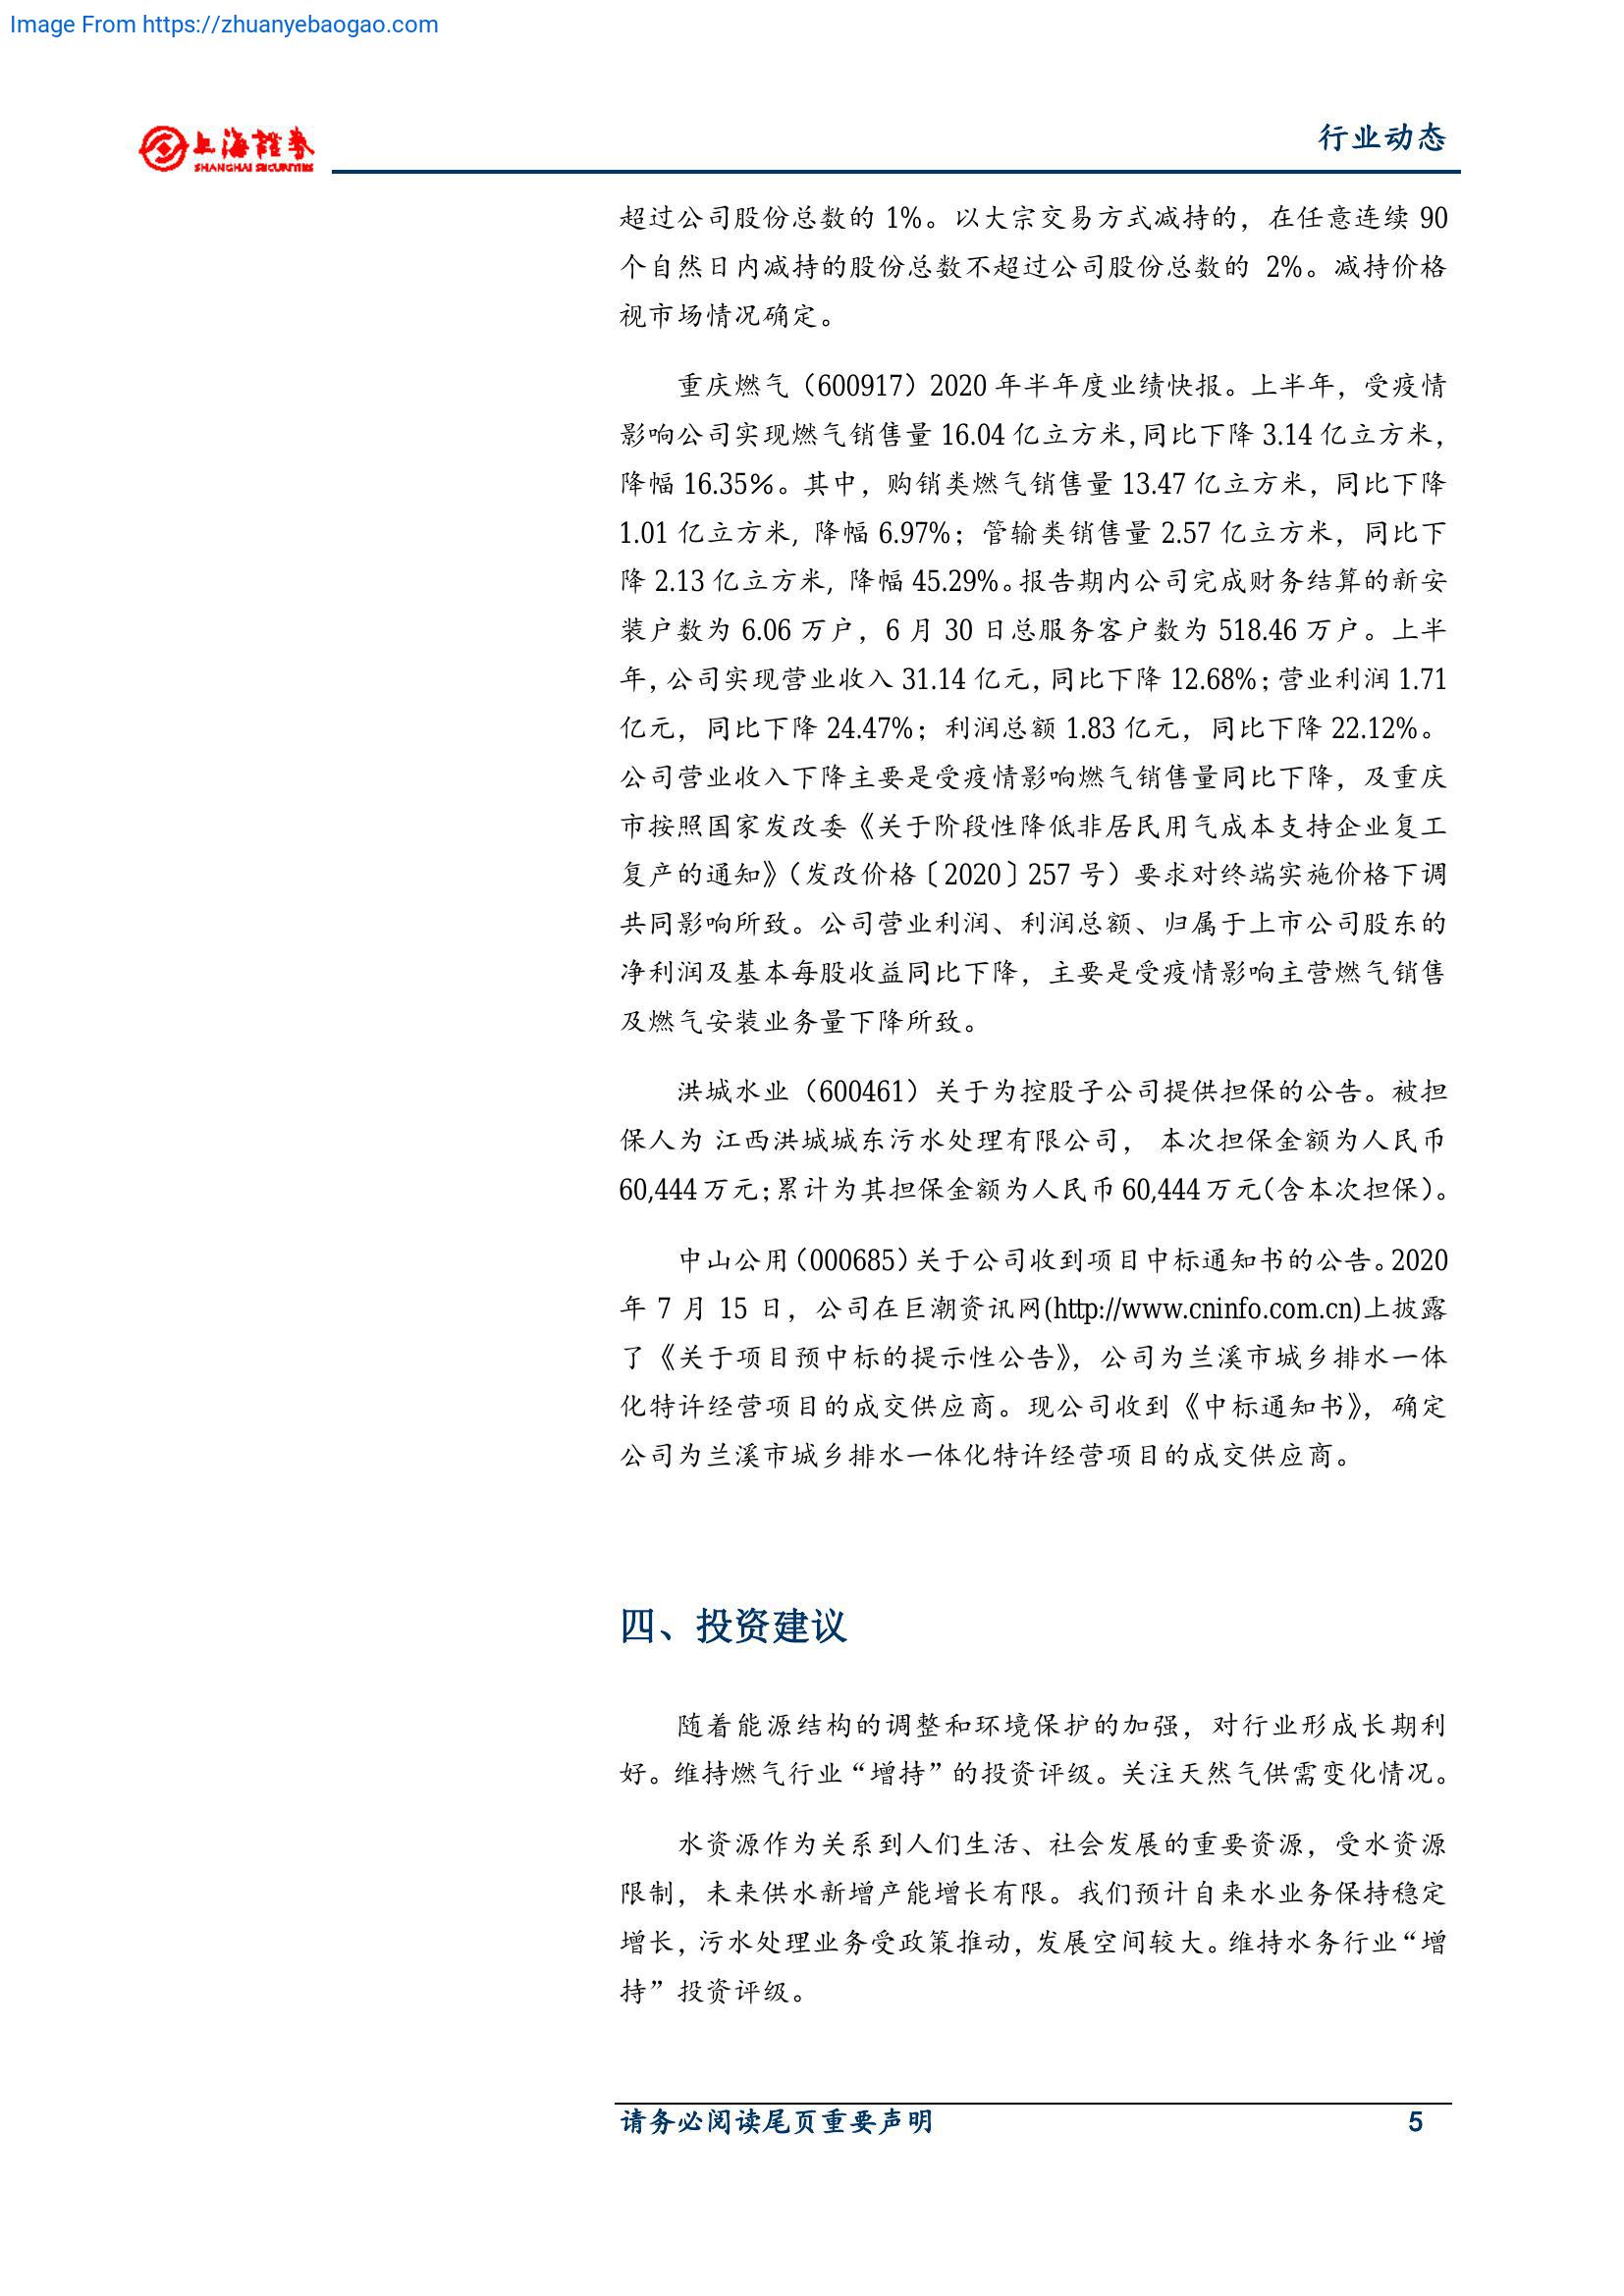 Image From https://zhuanyebaogao.com
上海證券
SHANGHAI SECURITIES
行业动态
超过公司股份总数的 1%。以大宗交易方式减持的，在任意连续 90
个自然日内减持的股份总数不超过公司股份总数的 2%。减持价格
视市场情况确定。
重庆燃气（600917）2020 年半年度业绩快报。上半年，受疫情
影响公司实现燃气销售量 16.04 亿立方米，同比下降 3.14 亿立方米，
降幅 16.35%。其中，购销类燃气销售量 13.47 亿立方米，同比下降
1.01 亿立方米，降幅 6.97%；管输类销售量 2.57 亿立方米，同比下
降 2.13 亿立方米，降幅 45.29%。报告期内公司完成财务结算的新安
装户数为 6.06 万户，6 月 30 日总服务客户数为 518.46 万户。上半
年，公司实现营业收入 31.14 亿元，同比下降 12.68%；营业利润 1.71
亿元，同比下降 24.47%；利润总额 1.83 亿元，同比下降 22.12%。
公司营业收入下降主要是受疫情影响燃气销售量同比下降，及重庆
市按照国家发改委《关于阶段性降低非居民用气成本支持企业复工
复产的通知》（发改价格〔2020〕257 号）要求对终端实施价格下调
共同影响所致。公司营业利润、利润总额、归属于上市公司股东的
净利润及基本每股收益同比下降，主要是受疫情影响主营燃气销售
及燃气安装业务量下降所致。
洪城水业（600461）关于为控股子公司提供担保的公告。被担
保人为 江西洪城城东污水处理有限公司， 本次担保金额为人民币
60,444 万元；累计为其担保金额为人民币 60,444 万元（含本次担保）。
中山公用（000685）关于公司收到项目中标通知书的公告。2020
年 7 月 15 日，公司在巨潮资讯网(http://www.cninfo.com.cn)上披露
了《关于项目预中标的提示性公告》，公司为兰溪市城乡排水一体
化特许经营项目的成交供应商。现公司收到《中标通知书》，确定
公司为兰溪市城乡排水一体化特许经营项目的成交供应商。
四、投资建议
随着能源结构的调整和环境保护的加强，对行业形成长期利
好。维持燃气行业“增持”的投资评级。关注天然气供需变化情况。
水资源作为关系到人们生活、社会发展的重要资源，受水资源
限制，未来供水新增产能增长有限。我们预计自来水业务保持稳定
增长，污水处理业务受政策推动，发展空间较大。维持水务行业“增
持”投资评级。
请务必阅读尾页重要声明
5